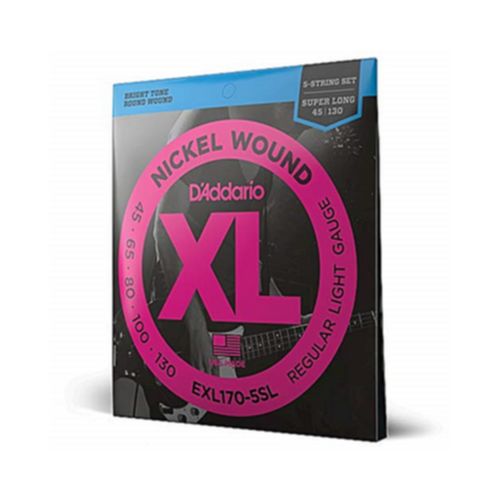 BRIGHT TONE
ROUND WOUND
5-STRING SET
SUPER LONG
45 | 130
NICKEL WOUND
D'Addario
XL
45 · 65 · 80 · 100 · 130
REGULAR LIGHT GAUGE
EXL170-5SL